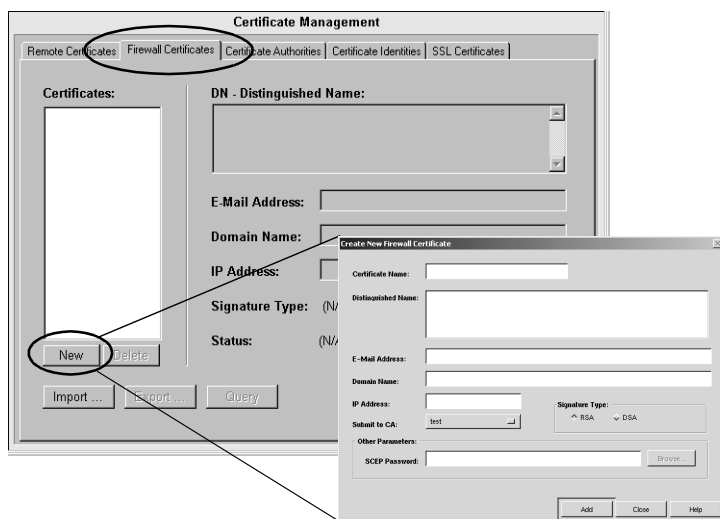 Certificate Management
Remote Certificates Firewall Certificates Certificate Authorities Certificate Identities SSL Certificates
Certificates:
DN - Distinguished Name:
E-Mail Address:
Domain Name:
IP Address:
Signature Type: (N/
Status: (N/
New Delete
Import ... Export ... Query
Create New Firewall Certificate
Certificate Name:
Distinguished Name:
E-Mail Address:
Domain Name:
IP Address:
Signature Type:
RSA DSA
Submit to CA: test
Other Parameters:
SCEP Password: Browse...
Add Close Help